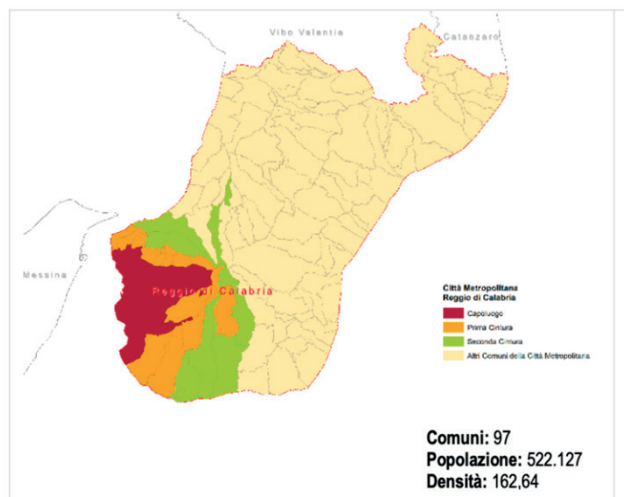 Vibo Valentia
Catanzaro
Messina
Reggio di Calabria
Città Metropolitana
Reggio di Calabria
Capoluogo
Prima Cintura
Seconda Cintura
Altri Comuni della Città Metropolitana
Comuni: 97
Popolazione: 522.127
Densità: 162,64